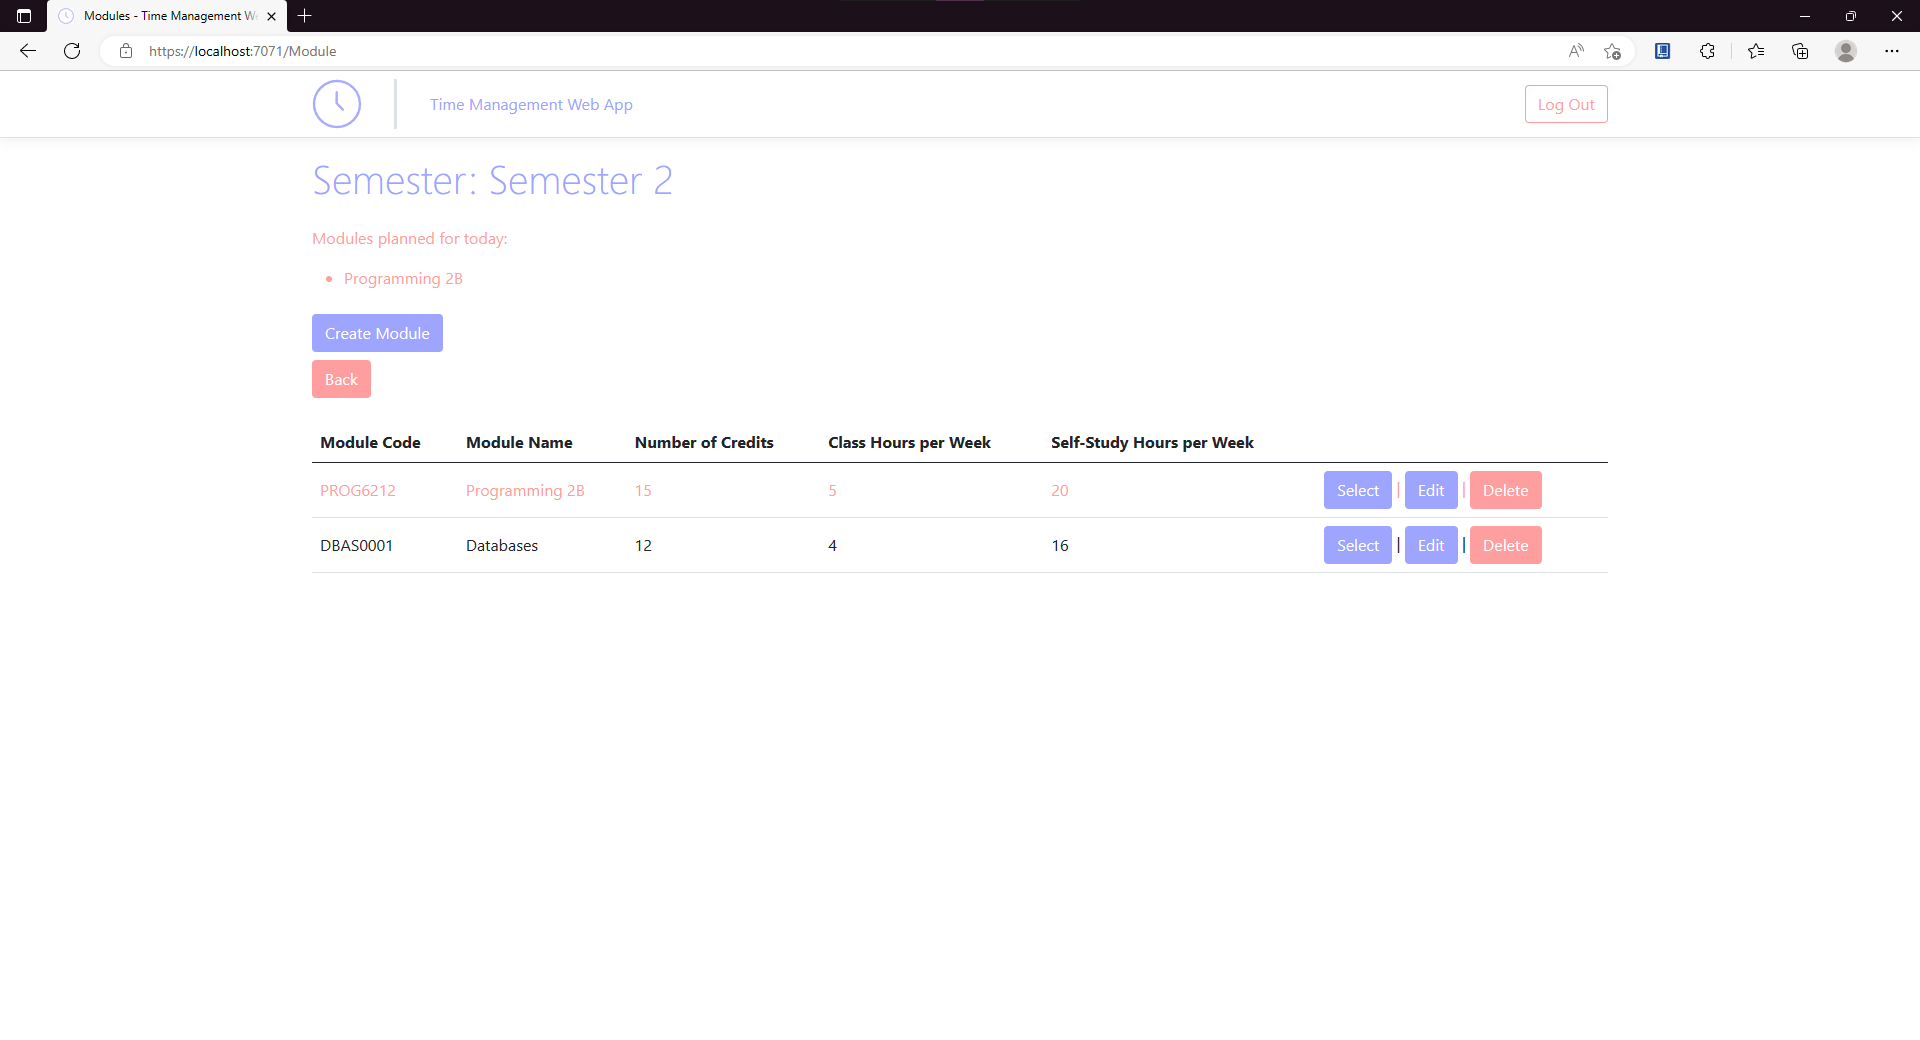 Modules - Time Management W
https://localhost:7071/Module
Time Management Web App
Log Out
Semester: Semester 2
Modules planned for today:
• Programming 2B
Create Module
Back
Module Code Module Name Number of Credits Class Hours per Week Self-Study Hours per Week
PROG6212 Programming 2B 15 5 20 Select | Edit | Delete
DBAS0001 Databases 12 4 16 Select | Edit | Delete